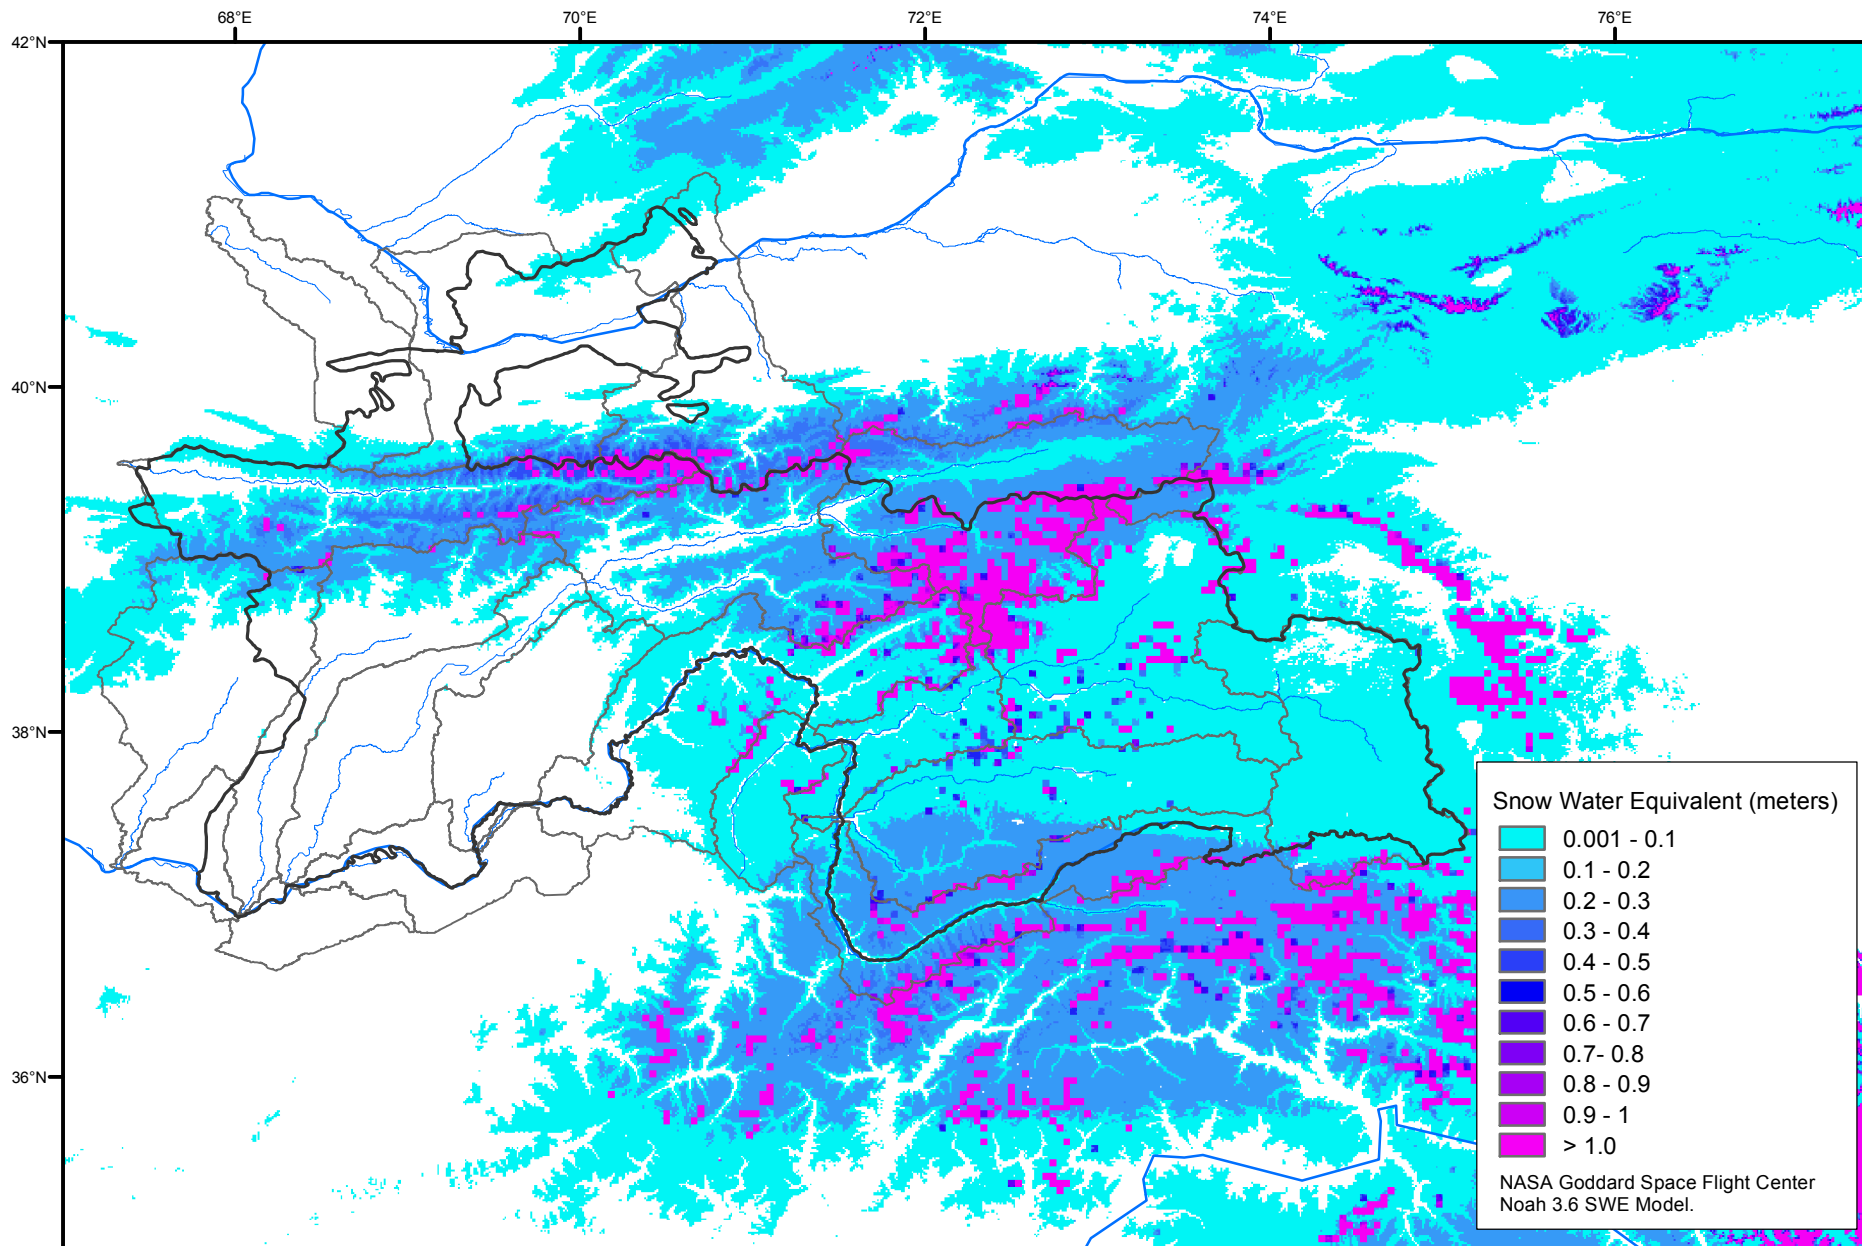 68°E
70°E
72°E
74°E
76°E
42°N
40°N
38°N
36°N
Snow Water Equivalent (meters)
0.001 - 0.1
0.1 - 0.2
0.2 - 0.3
0.3 - 0.4
0.4 - 0.5
0.5 - 0.6
0.6 - 0.7
0.7- 0.8
0.8 - 0.9
0.9 - 1
> 1.0
NASA Goddard Space Flight Center
Noah 3.6 SWE Model.